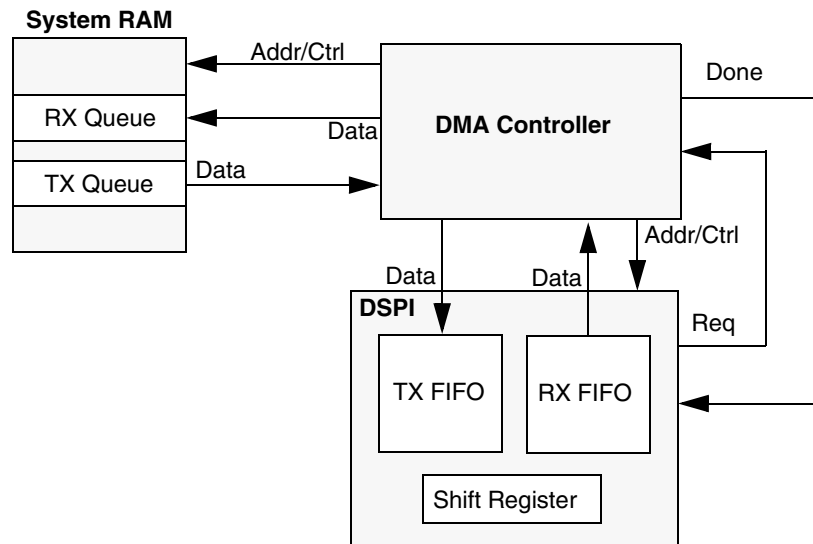 System RAM
Addr/Ctrl
Done
RX Queue
Data
DMA Controller
TX Queue
Data
Addr/Ctrl
Data
Data
DSPI
Req
TX FIFO
RX FIFO
Shift Register